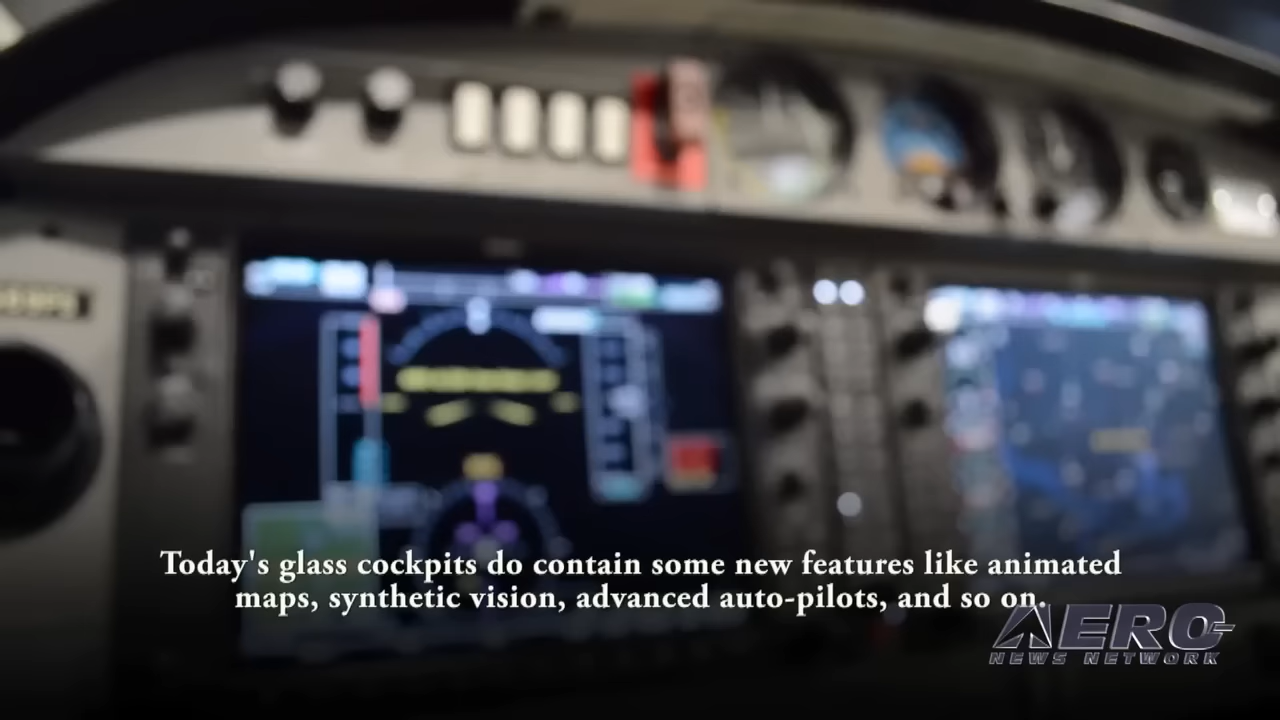 Today's glass cockpits do contain some new features like animated
maps, synthetic vision, advanced auto-pilots, and so on.
AERO
NEWS NETWORK